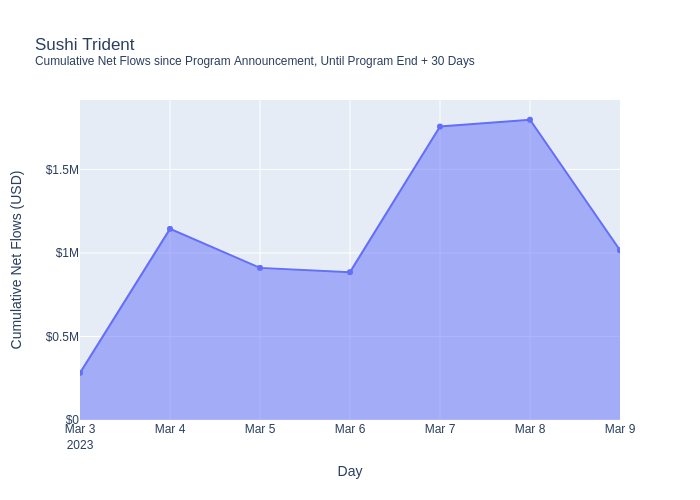 Sushi Trident
Cumulative Net Flows since Program Announcement, Until Program End + 30 Days
Cumulative Net Flows (USD)
$1.5M
$1M
$0.5M
$0
Mar 3 Mar 4 Mar 5 Mar 6 Mar 7 Mar 8 Mar 9
2023
Day